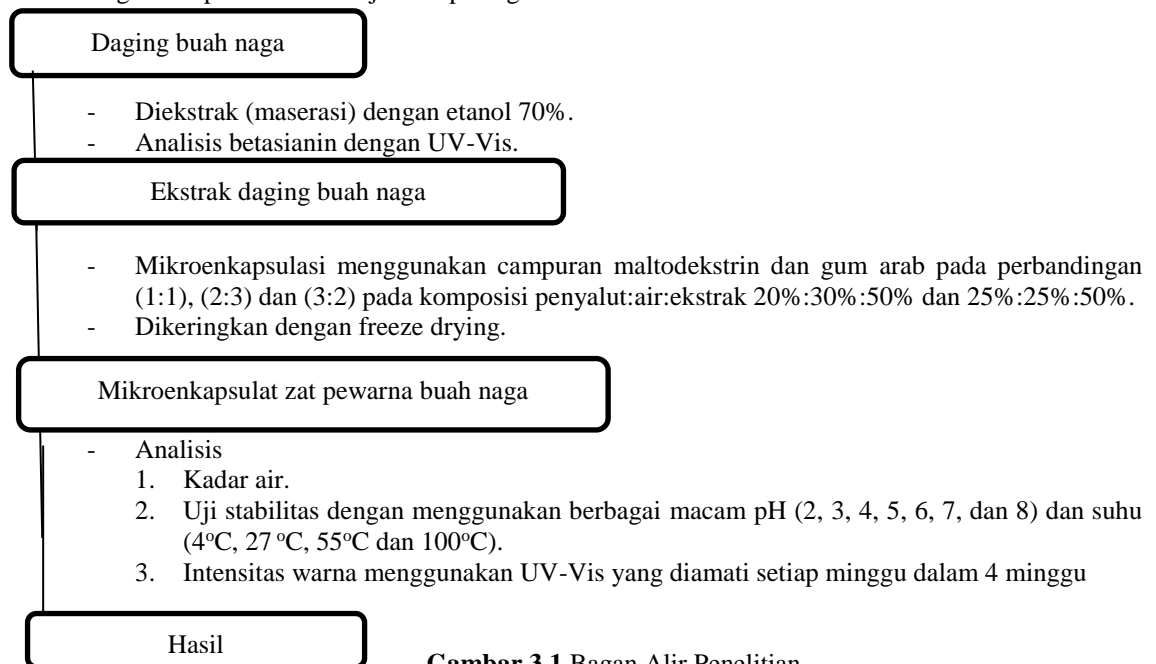 Daging buah naga
- Diekstrak (maserasi) dengan etanol 70%.
- Analisis betasianin dengan UV-Vis.
Ekstrak daging buah naga
- Mikroenkapsulasi menggunakan campuran maltodekstrin dan gum arab pada perbandingan
(1:1), (2:3) dan (3:2) pada komposisi penyalut:air:ekstrak 20%:30%:50% dan 25%:25%:50%.
- Dikeringkan dengan freeze drying.
Mikroenkapsulat zat pewarna buah naga
- Analisis
1. Kadar air.
2. Uji stabilitas dengan menggunakan berbagai macam pH (2, 3, 4, 5, 6, 7, dan 8) dan suhu
(4°C, 27 °C, 55°C dan 100°C).
3. Intensitas warna menggunakan UV-Vis yang diamati setiap minggu dalam 4 minggu
Hasil
Gambar 3.1 Bagan Alir Penelitian